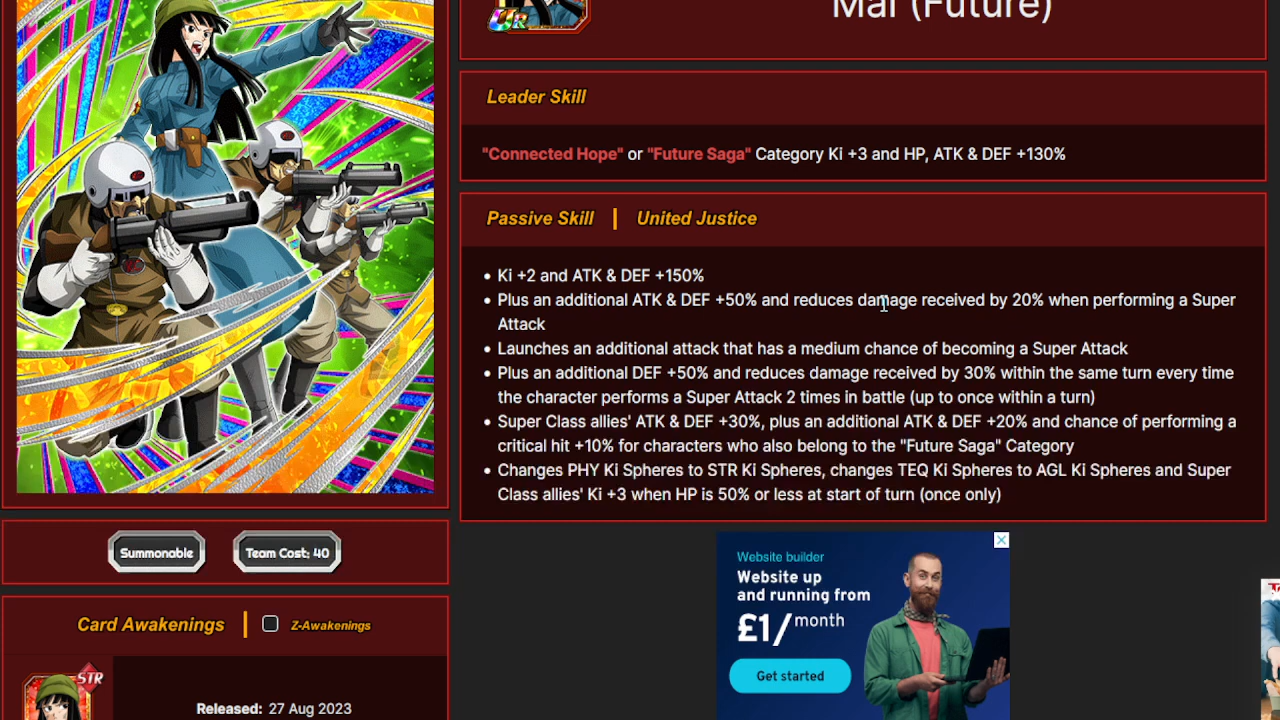 UR
Mai (Future)
Leader Skill
"Connected Hope" or "Future Saga" Category Ki +3 and HP, ATK & DEF +130%
Passive Skill | United Justice
• Ki +2 and ATK & DEF +150%
• Plus an additional ATK & DEF +50% and reduces damage received by 20% when performing a Super
Attack
• Launches an additional attack that has a medium chance of becoming a Super Attack
• Plus an additional DEF +50% and reduces damage received by 30% within the same turn every time
the character performs a Super Attack 2 times in battle (up to once within a turn)
• Super Class allies' ATK & DEF +30%, plus an additional ATK & DEF +20% and chance of performing a
critical hit +10% for characters who also belong to the "Future Saga" Category
• Changes PHY Ki Spheres to STR Ki Spheres, changes TEQ Ki Spheres to AGL Ki Spheres and Super
Class allies' Ki +3 when HP is 50% or less at start of turn (once only)
Summonable
Team Cost: 40
Card Awakenings | Z-Awakenings
STR
Released: 27 Aug 2023
Website builder
Website up
and running from
£1/month
Get started